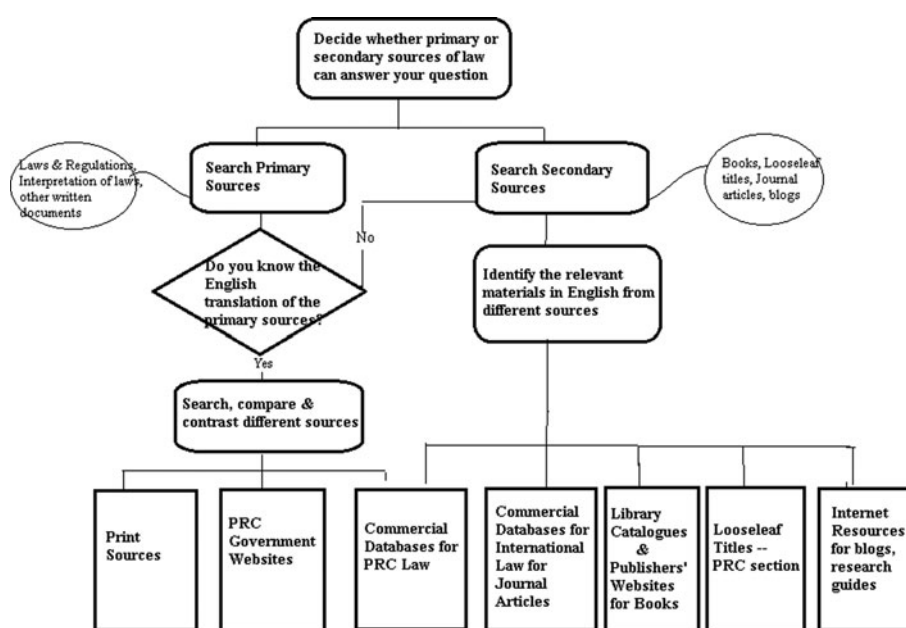 Decide whether primary or
secondary sources of law
can answer your question
Laws & Regulations,
Interpretation of laws,
other written
documents
Search Primary
Sources
Search Secondary
Sources
Books, Looseleaf
titles, Journal
articles, blogs
No
Do you know the
English
translation of the
primary sources?
Identify the relevant
materials in English from
different sources
Yes
Search, compare &
contrast different sources
Print
Sources
PRC
Government
Websites
Commercial
Databases for
PRC Law
Commercial
Databases for
International
Law for
Journal
Articles
Library
Catalogues
&
Publishers'
Websites
for Books
Looseleaf
Titles --
PRC section
Internet
Resources
for blogs,
research
guides